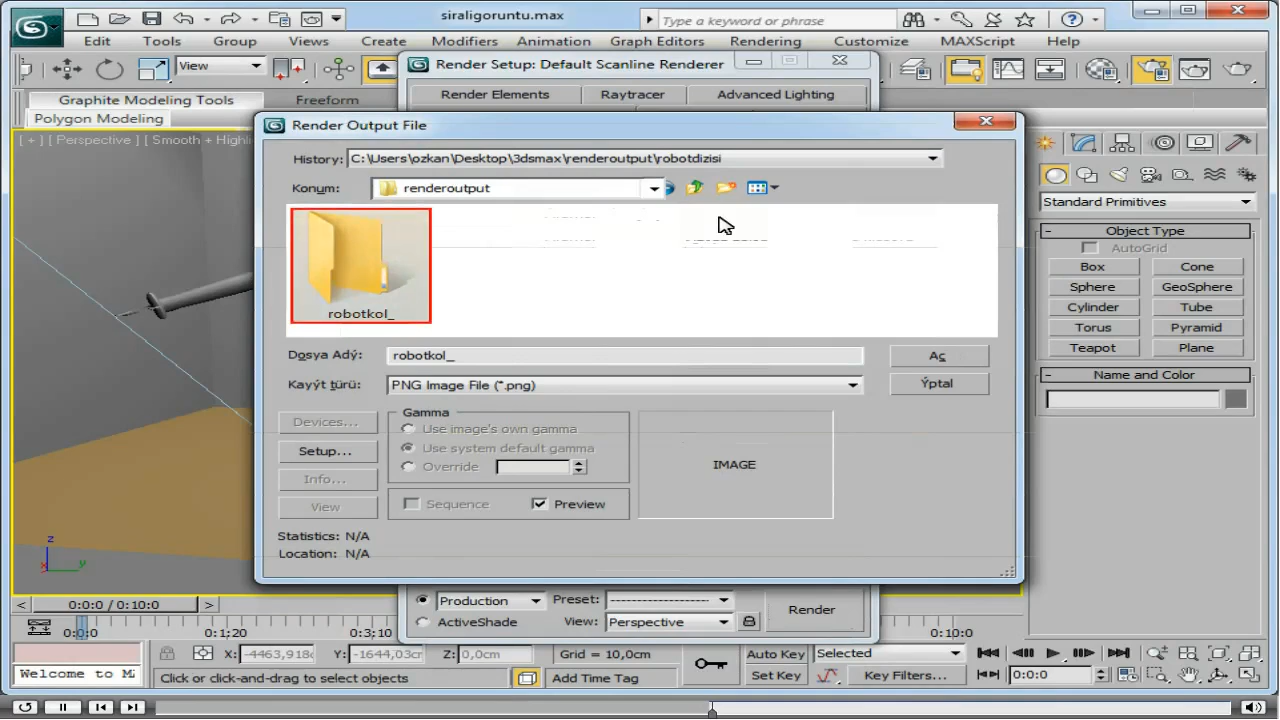 siraligoruntu.max
Type a keyword or phrase
Edit Tools Group Views Create Modifiers Animation Graph Editors Rendering Customize MAXScript Help
View
Render Setup: Default Scanline Renderer
Graphite Modeling Tools Freeform
Render Elements Raytracer Advanced Lighting
Polygon Modeling
[ + ] [ Perspective ] [ Smooth + Highli
Render Output File
History: C:\Users\ozkan\Desktop\3dsmax\renderoutput\robotdizisi
Konum: renderoutput
robotkol_
Dosya Adý: robotkol_ Aç
Kayýt türü: PNG Image File (*.png) Ýptal
Devices...
Setup...
Info...
View
Gamma
Use image's own gamma
Use system default gamma
Override
Sequence Preview
IMAGE
Statistics: N/A
Location: N/A
Standard Primitives
- Object Type
AutoGrid
Box Cone
Sphere GeoSphere
Cylinder Tube
Torus Pyramid
Teapot Plane
- Name and Color
z
x y
Production Preset: --------------------
ActiveShade View: Perspective
Render
< 0:0:0 / 0:10:0 >
0:0:0 0:1;20 0:3;10 0:10:0
X: -4463,918c Y: -1644,03cm Z: 0,0cm Grid = 10,0cm Auto Key Selected
Welcome to MA Click or click-and-drag to select objects Add Time Tag Set Key Key Filters... 0:0:0